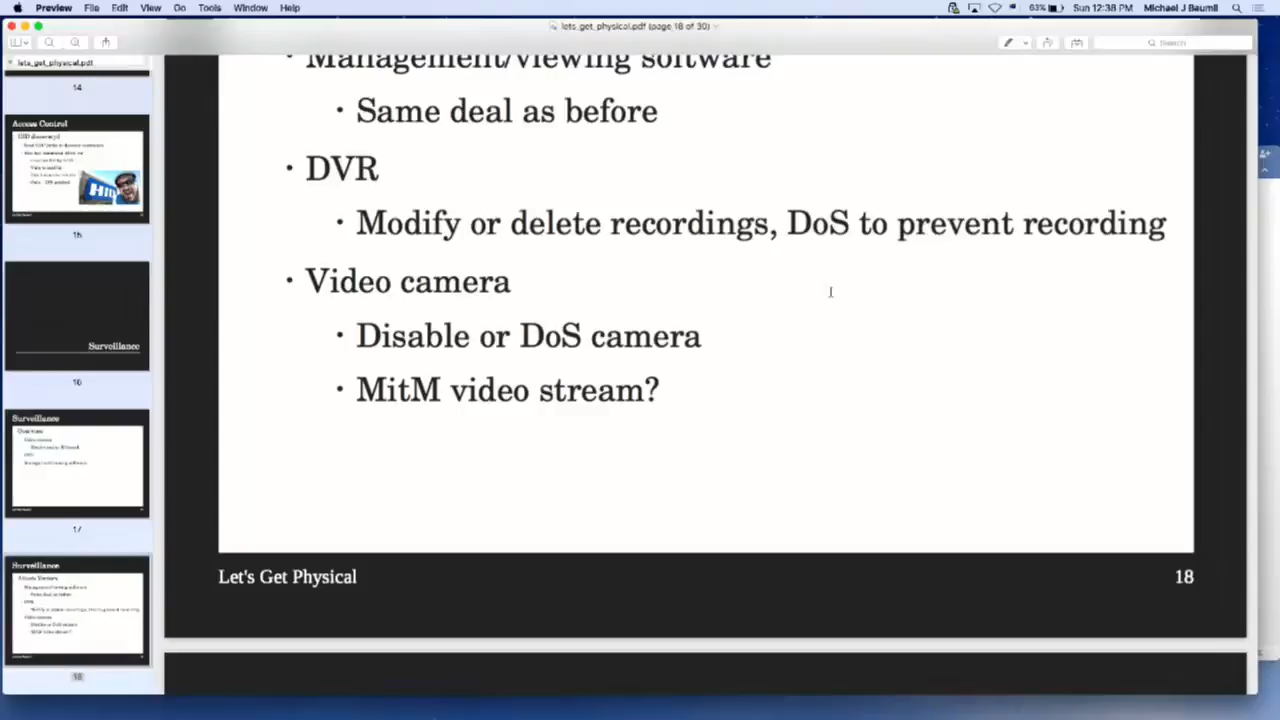 Preview File Edit View Go Tools Window Help 63% Sun 12:38 PM Michael J Baumli
lets_get_physical.pdf (page 18 of 30)
Search
lets_get_physical.pdf
14
Access Control
15
Surveillance
16
Surveillance
Overview
17
Surveillance
18
· Management/viewing software
· Same deal as before
· DVR
· Modify or delete recordings, DoS to prevent recording
· Video camera
· Disable or DoS camera
· MitM video stream?
Let's Get Physical 18